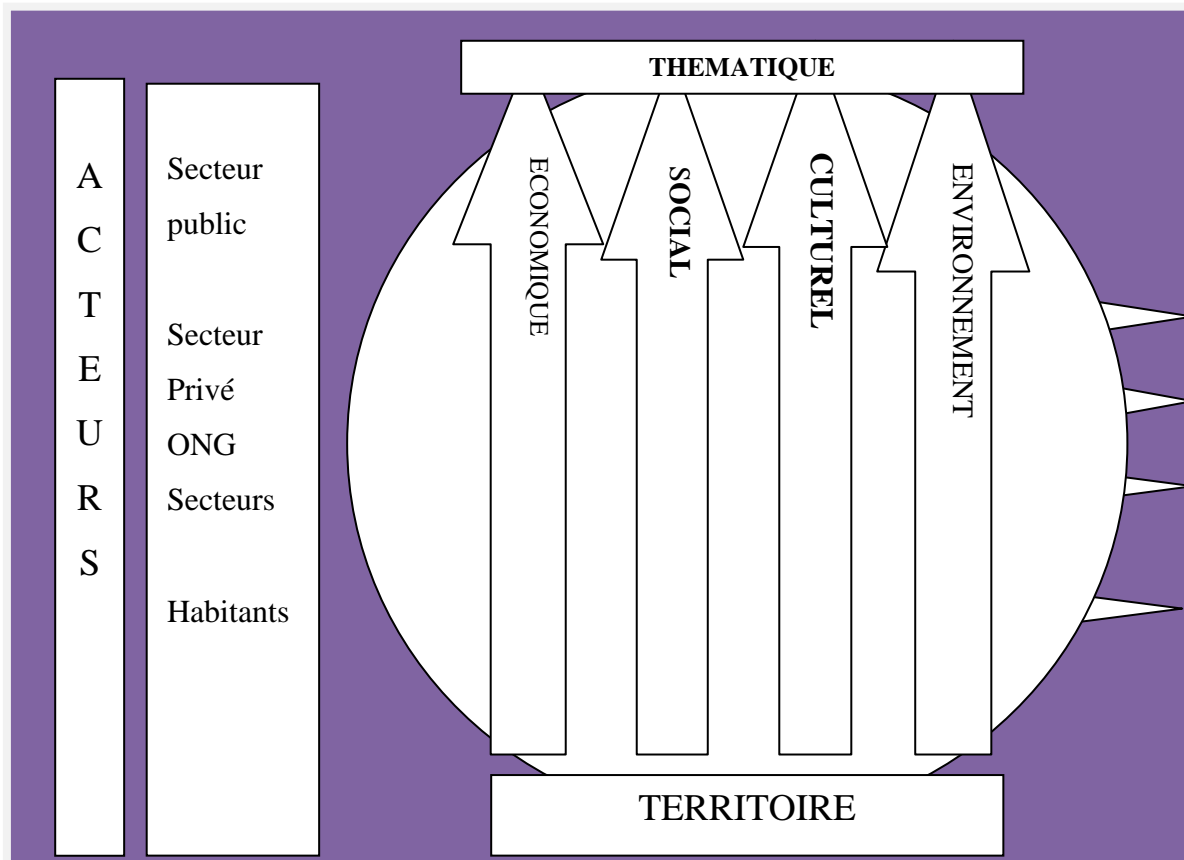 THEMATIQUE
A
C
T
E
U
R
S
Secteur
public
Secteur
Privé
ONG
Secteurs
Habitants
ECONOMIQUE
SOCIAL
CULTUREL
ENVIRONNEMENT
TERRITOIRE